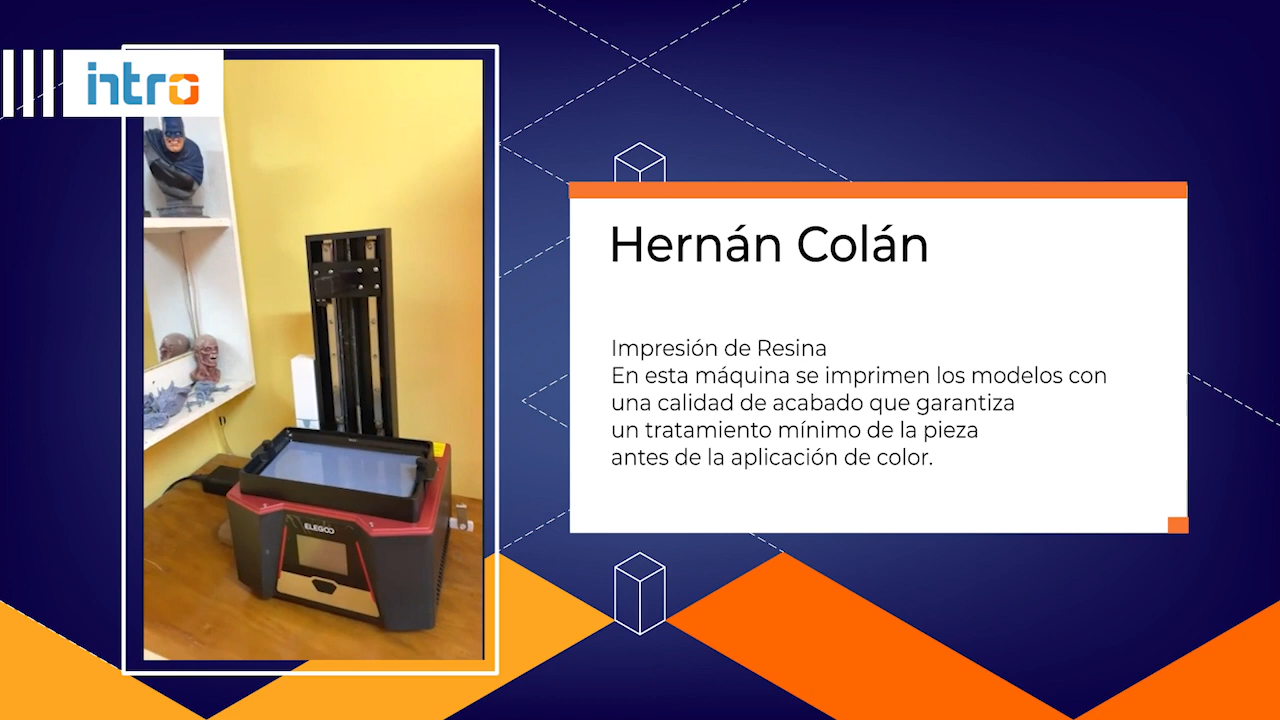 intro
Hernán Colán
Impresión de Resina
En esta máquina se imprimen los modelos con
una calidad de acabado que garantiza
un tratamiento mínimo de la pieza
antes de la aplicación de color.
ELEGOO